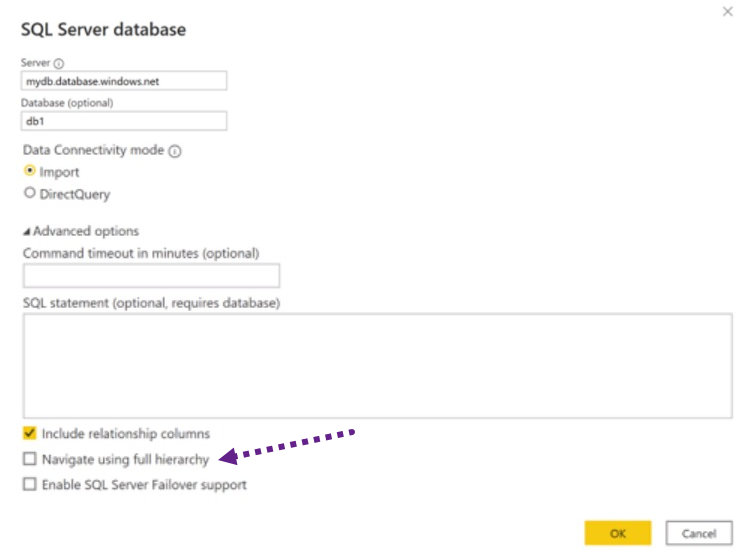 SQL Server database
Server
mydb.database.windows.net
Database (optional)
db1
Data Connectivity mode
Import
DirectQuery
Advanced options
Command timeout in minutes (optional)
SQL statement (optional, requires database)
Include relationship columns
Navigate using full hierarchy
Enable SQL Server Failover support
OK Cancel